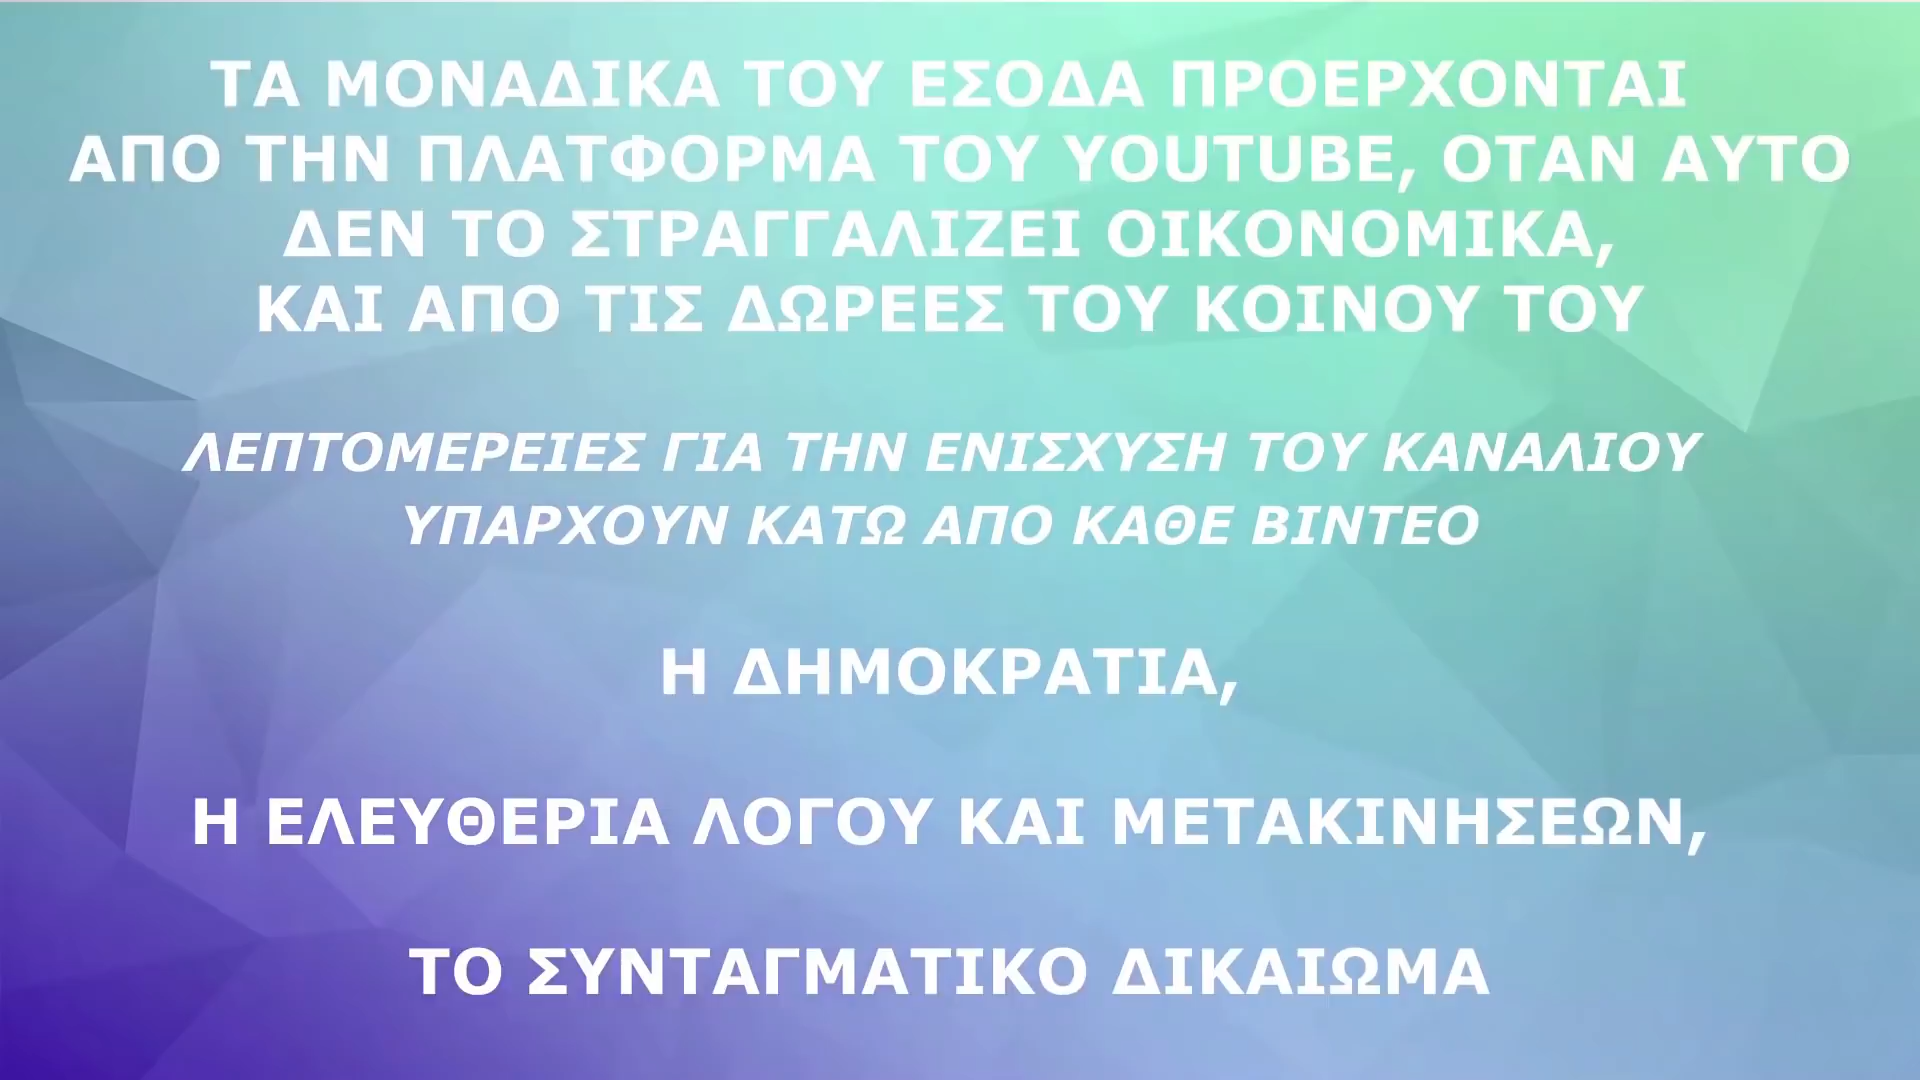 ΤΑ ΜΟΝΑΔΙΚΑ ΤΟΥ ΕΣΟΔΑ ΠΡΟΕΡΧΟΝΤΑΙ
ΑΠΟ ΤΗΝ ΠΛΑΤΦΟΡΜΑ ΤΟΥ YOUTUBE, ΟΤΑΝ ΑΥΤΟ
ΔΕΝ ΤΟ ΣΤΡΑΓΓΑΛΙΖΕΙ ΟΙΚΟΝΟΜΙΚΑ,
ΚΑΙ ΑΠΟ ΤΙΣ ΔΩΡΕΕΣ ΤΟΥ ΚΟΙΝΟΥ ΤΟΥ
ΛΕΠΤΟΜΕΡΕΙΕΣ ΓΙΑ ΤΗΝ ΕΝΙΣΧΥΣΗ ΤΟΥ ΚΑΝΑΛΙΟΥ
ΥΠΑΡΧΟΥΝ ΚΑΤΩ ΑΠΟ ΚΑΘΕ ΒΙΝΤΕΟ
Η ΔΗΜΟΚΡΑΤΙΑ,
Η ΕΛΕΥΘΕΡΙΑ ΛΟΓΟΥ ΚΑΙ ΜΕΤΑΚΙΝΗΣΕΩΝ,
ΤΟ ΣΥΝΤΑΓΜΑΤΙΚΟ ΔΙΚΑΙΩΜΑ